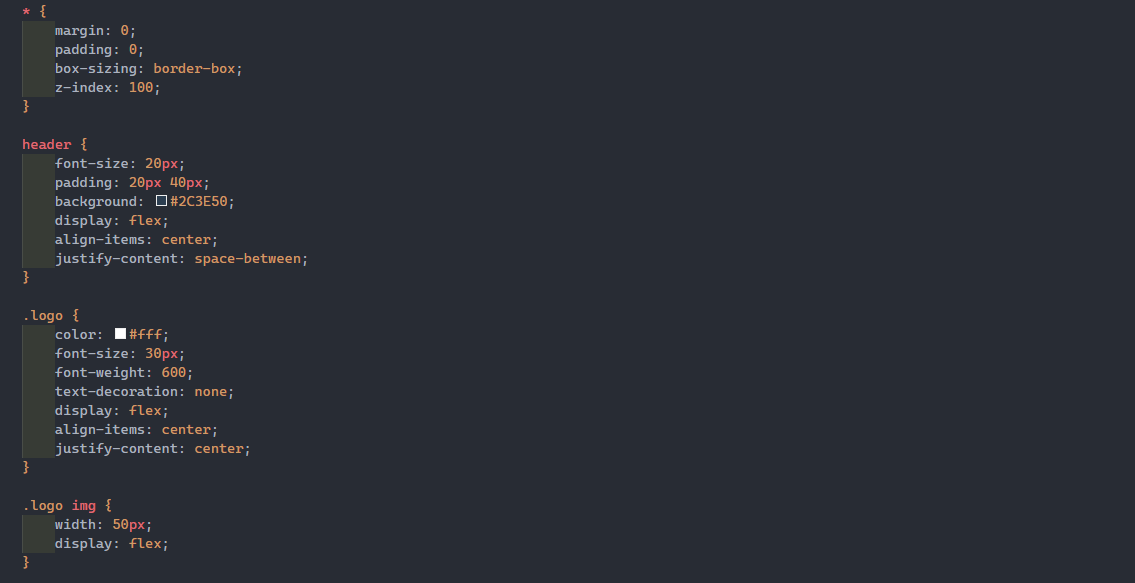 * {
    margin: 0;
    padding: 0;
    box-sizing: border-box;
    z-index: 100;
}

header {
    font-size: 20px;
    padding: 20px 40px;
    background: #2C3E50;
    display: flex;
    align-items: center;
    justify-content: space-between;
}

.logo {
    color: #fff;
    font-size: 30px;
    font-weight: 600;
    text-decoration: none;
    display: flex;
    align-items: center;
    justify-content: center;
}

.logo img {
    width: 50px;
    display: flex;
}